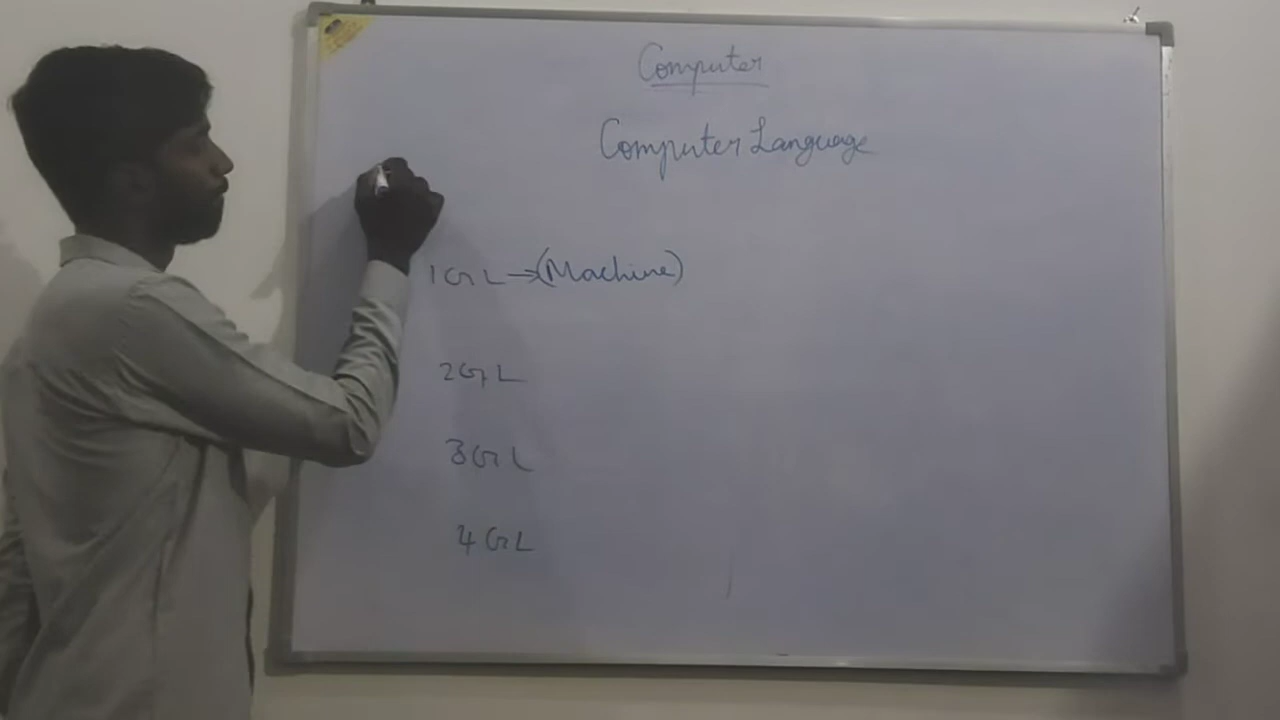 Computer
Computer Language
1GL →(Machine)
2GL
3GL
4GL